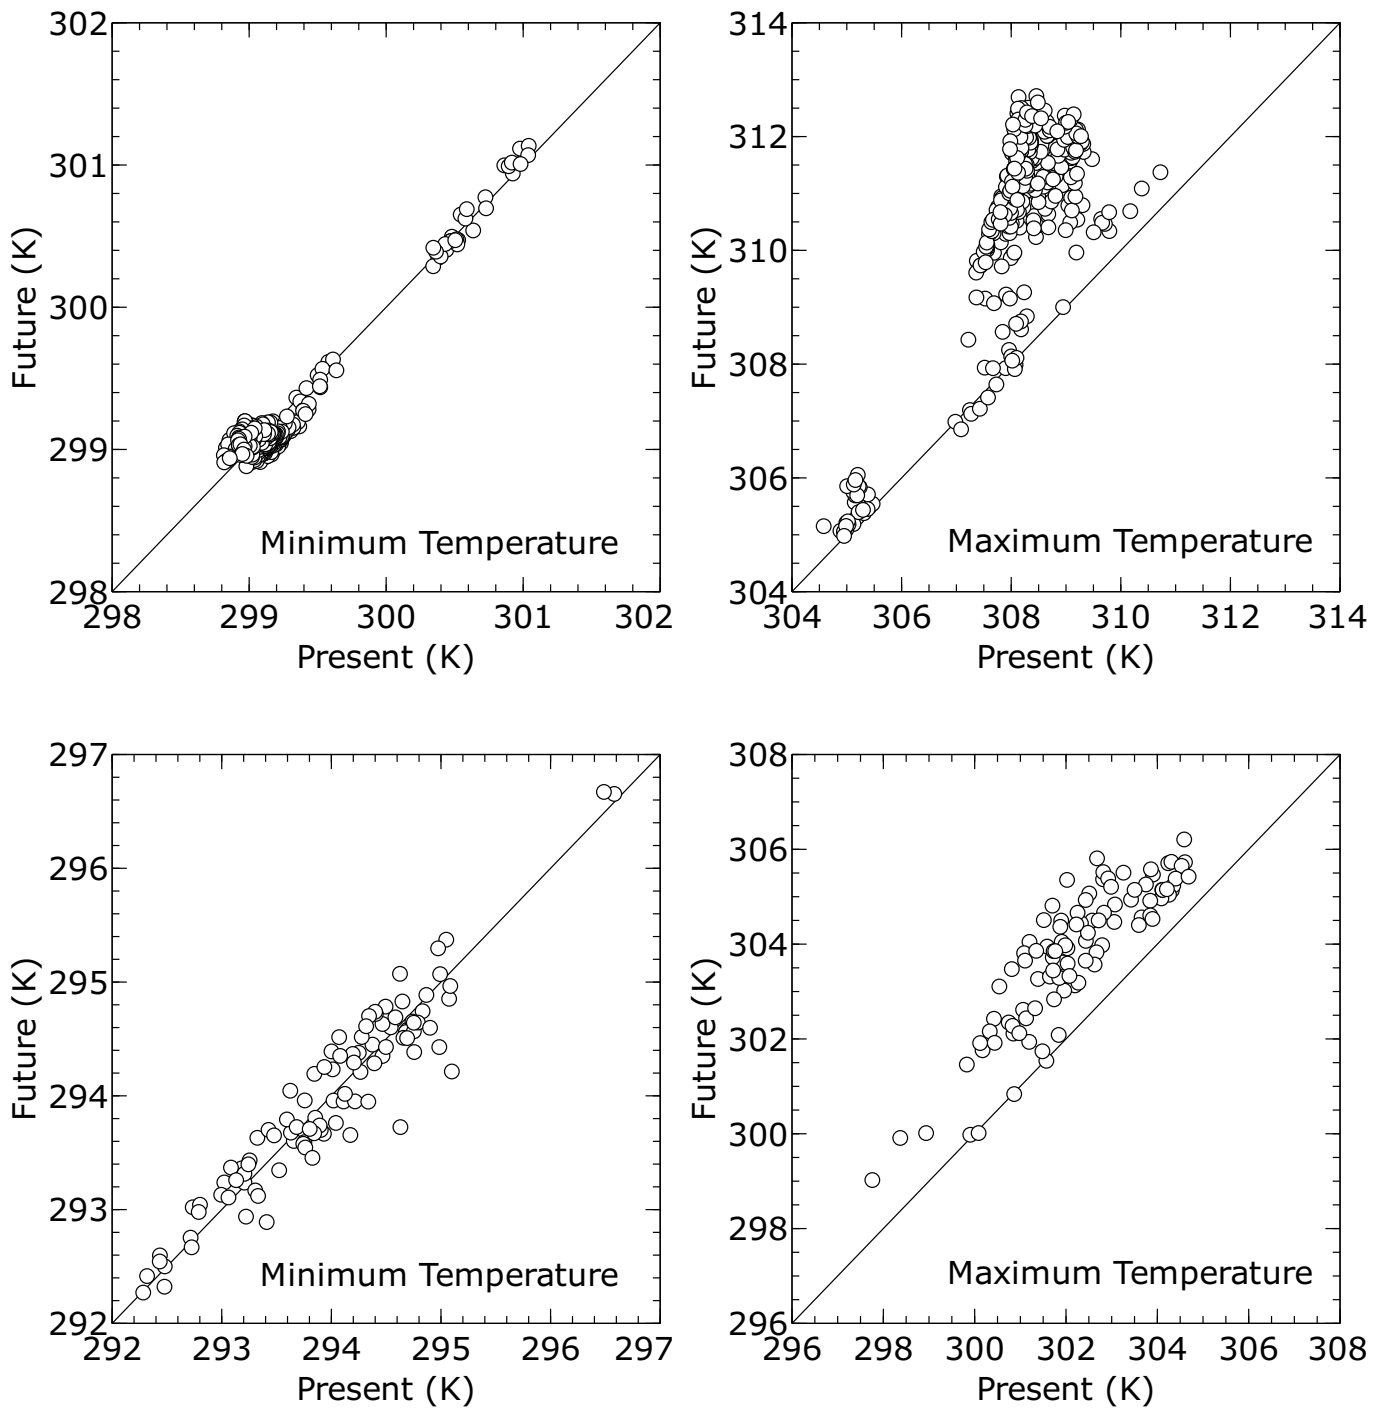 302
301
300
299
298
298 299 300 301 302
Future (K)
Present (K)
Minimum Temperature
314
312
310
308
306
304
304 306 308 310 312 314
Future (K)
Present (K)
Maximum Temperature
297
296
295
294
293
292
292 293 294 295 296 297
Future (K)
Present (K)
Minimum Temperature
308
306
304
302
300
298
296
296 298 300 302 304 306 308
Future (K)
Present (K)
Maximum Temperature